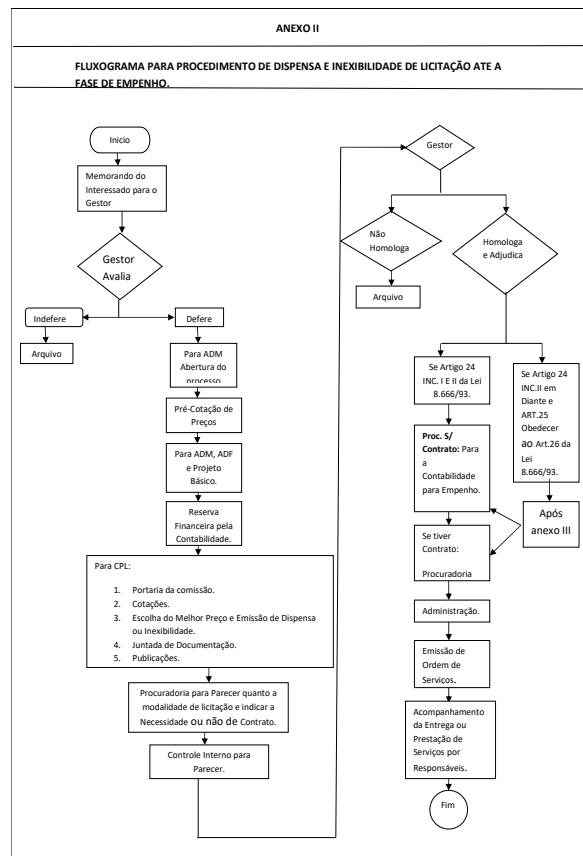 ANEXO II
FLUXOGRAMA PARA PROCEDIMENTO DE DISPENSA E INEXIBILIDADE DE LICITAÇÃO ATE A
FASE DE EMPENHO.
Inicio
Memorando do
Interessado para o
Gestor
Gestor
Avalia
Indefere
Defere
Arquivo
Para ADM
Abertura do
processo
Pré-Cotação de
Preços
Para ADM, ADF
e Projeto
Básico.
Reserva
Financeira pela
Contabilidade.
Para CPL:
1. Portaria da comissão.
2. Cotações.
3. Escolha do Melhor Preço e Emissão de Dispensa
ou Inexibilidade.
4. Juntada de Documentação.
5. Publicações.
Procuradoria para Parecer quanto a
modalidade de licitação e indicar a
Necessidade ou não de Contrato.
Controle Interno para
Parecer.
Gestor
Não
Homologa
Homologa
e Adjudica
Arquivo
Se Artigo 24
INC. I E II da Lei
8.666/93.
Se Artigo 24
INC.II em
Diante e
ART.25
Obedecer
ao Art.26 da
Lei
8.666/93.
Proc. S/
Contrato: Para
a
Contabilidade
para Empenho.
Após
anexo III
Se tiver
Contrato:
Procuradoria
Administração.
Emissão de
Ordem de
Serviços.
Acompanhamento
da Entrega ou
Prestação de
Serviços por
Responsáveis.
Fim